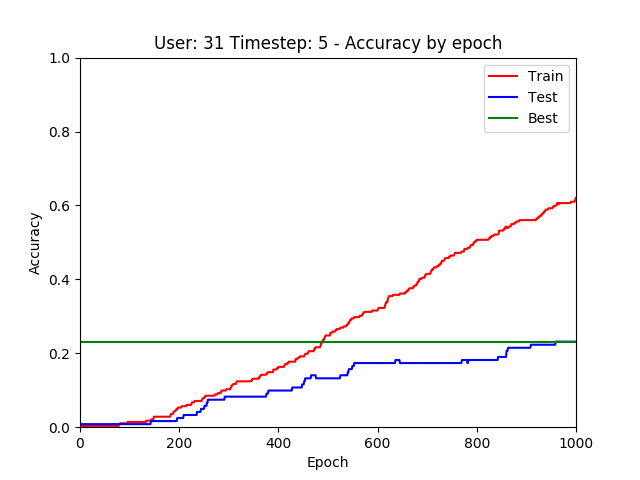 User: 31 Timestep: 5 - Accuracy by epoch
1.0
0.8
0.6
0.4
0.2
0.0
Accuracy
Train
Test
Best
0 200 400 600 800 1000
Epoch